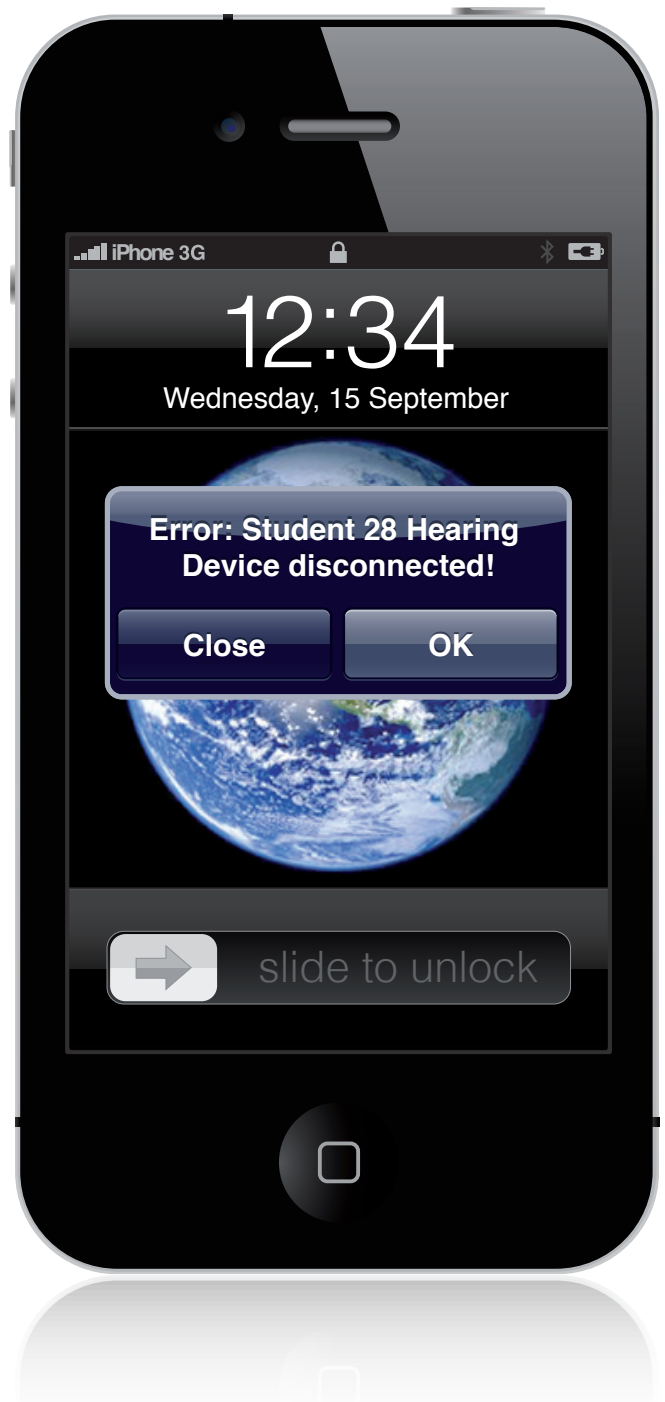 iPhone 3G
12:34
Wednesday, 15 September
Error: Student 28 Hearing
Device disconnected!
Close OK
slide to unlock